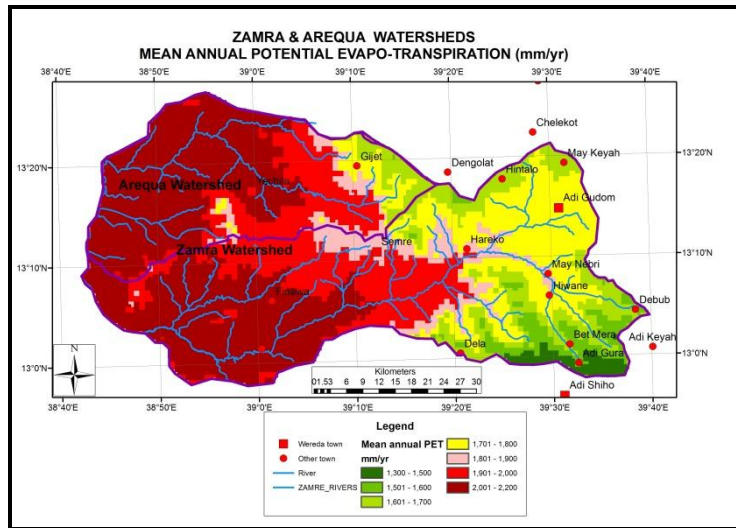 ZAMRA & AREQUA WATERSHEDS
MEAN ANNUAL POTENTIAL EVAPO-TRANSPIRATION (mm/yr)
38°40'E 38°50'E 39°0'E 39°10'E 39°20'E 39°30'E 39°40'E
Chelekot
13°20'N
Gijet
Dengolat
Hintalo
May Keyah
13°20'N
Arequa Watershed
Adi Gudom
Zamra Watershed
Semre
Hareko
13°10'N
13°10'N
May Nebri
Hiwane
Debub
Bet Mera
Adi Keyah
Dela
Adi Gura
13°0'N
13°0'N
N
Kilometers
0 1.5 3 6 9 12 15 18 21 24 27 30
Adi Shiho
38°40'E 38°50'E 39°0'E 39°10'E 39°20'E 39°30'E 39°40'E
Legend
Wereda town
Other town
River
ZAMRE_RIVERS
Mean annual PET
mm/yr
1,300 - 1,500
1,501 - 1,600
1,601 - 1,700
1,701 - 1,800
1,801 - 1,900
1,901 - 2,000
2,001 - 2,200